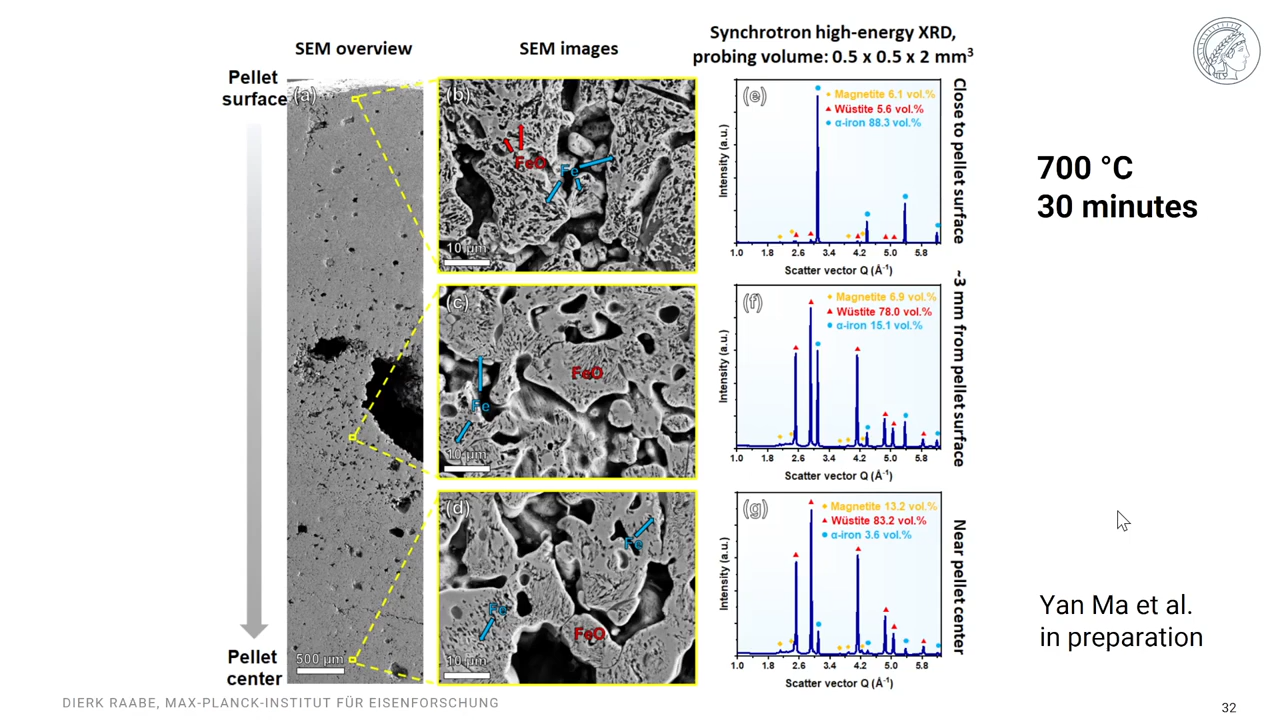 SEM overview
SEM images
Synchrotron high-energy XRD,
probing volume: 0.5 x 0.5 x 2 mm³
Pellet
surface
(a)
500 µm
Pellet
center
(b)
FeO
Fe
10 µm
(c)
FeO
Fe
10 µm
(d)
Fe
Fe
FeO
10 µm
(e)
Magnetite 6.1 vol.%
Wüstite 5.6 vol.%
α-iron 88.3 vol.%
Intensity (a.u.)
1.0 1.8 2.6 3.4 4.2 5.0 5.8
Scatter vector Q (Å⁻¹)
Close to pellet surface
(f)
Magnetite 6.9 vol.%
Wüstite 78.0 vol.%
α-iron 15.1 vol.%
Intensity (a.u.)
1.0 1.8 2.6 3.4 4.2 5.0 5.8
Scatter vector Q (Å⁻¹)
~3 mm from pellet surface
(g)
Magnetite 13.2 vol.%
Wüstite 83.2 vol.%
α-iron 3.6 vol.%
Intensity (a.u.)
1.0 1.8 2.6 3.4 4.2 5.0 5.8
Scatter vector Q (Å⁻¹)
Near pellet center
700 °C
30 minutes
Yan Ma et al.
in preparation
DIERK RAABE, MAX-PLANCK-INSTITUT FÜR EISENFORSCHUNG
32